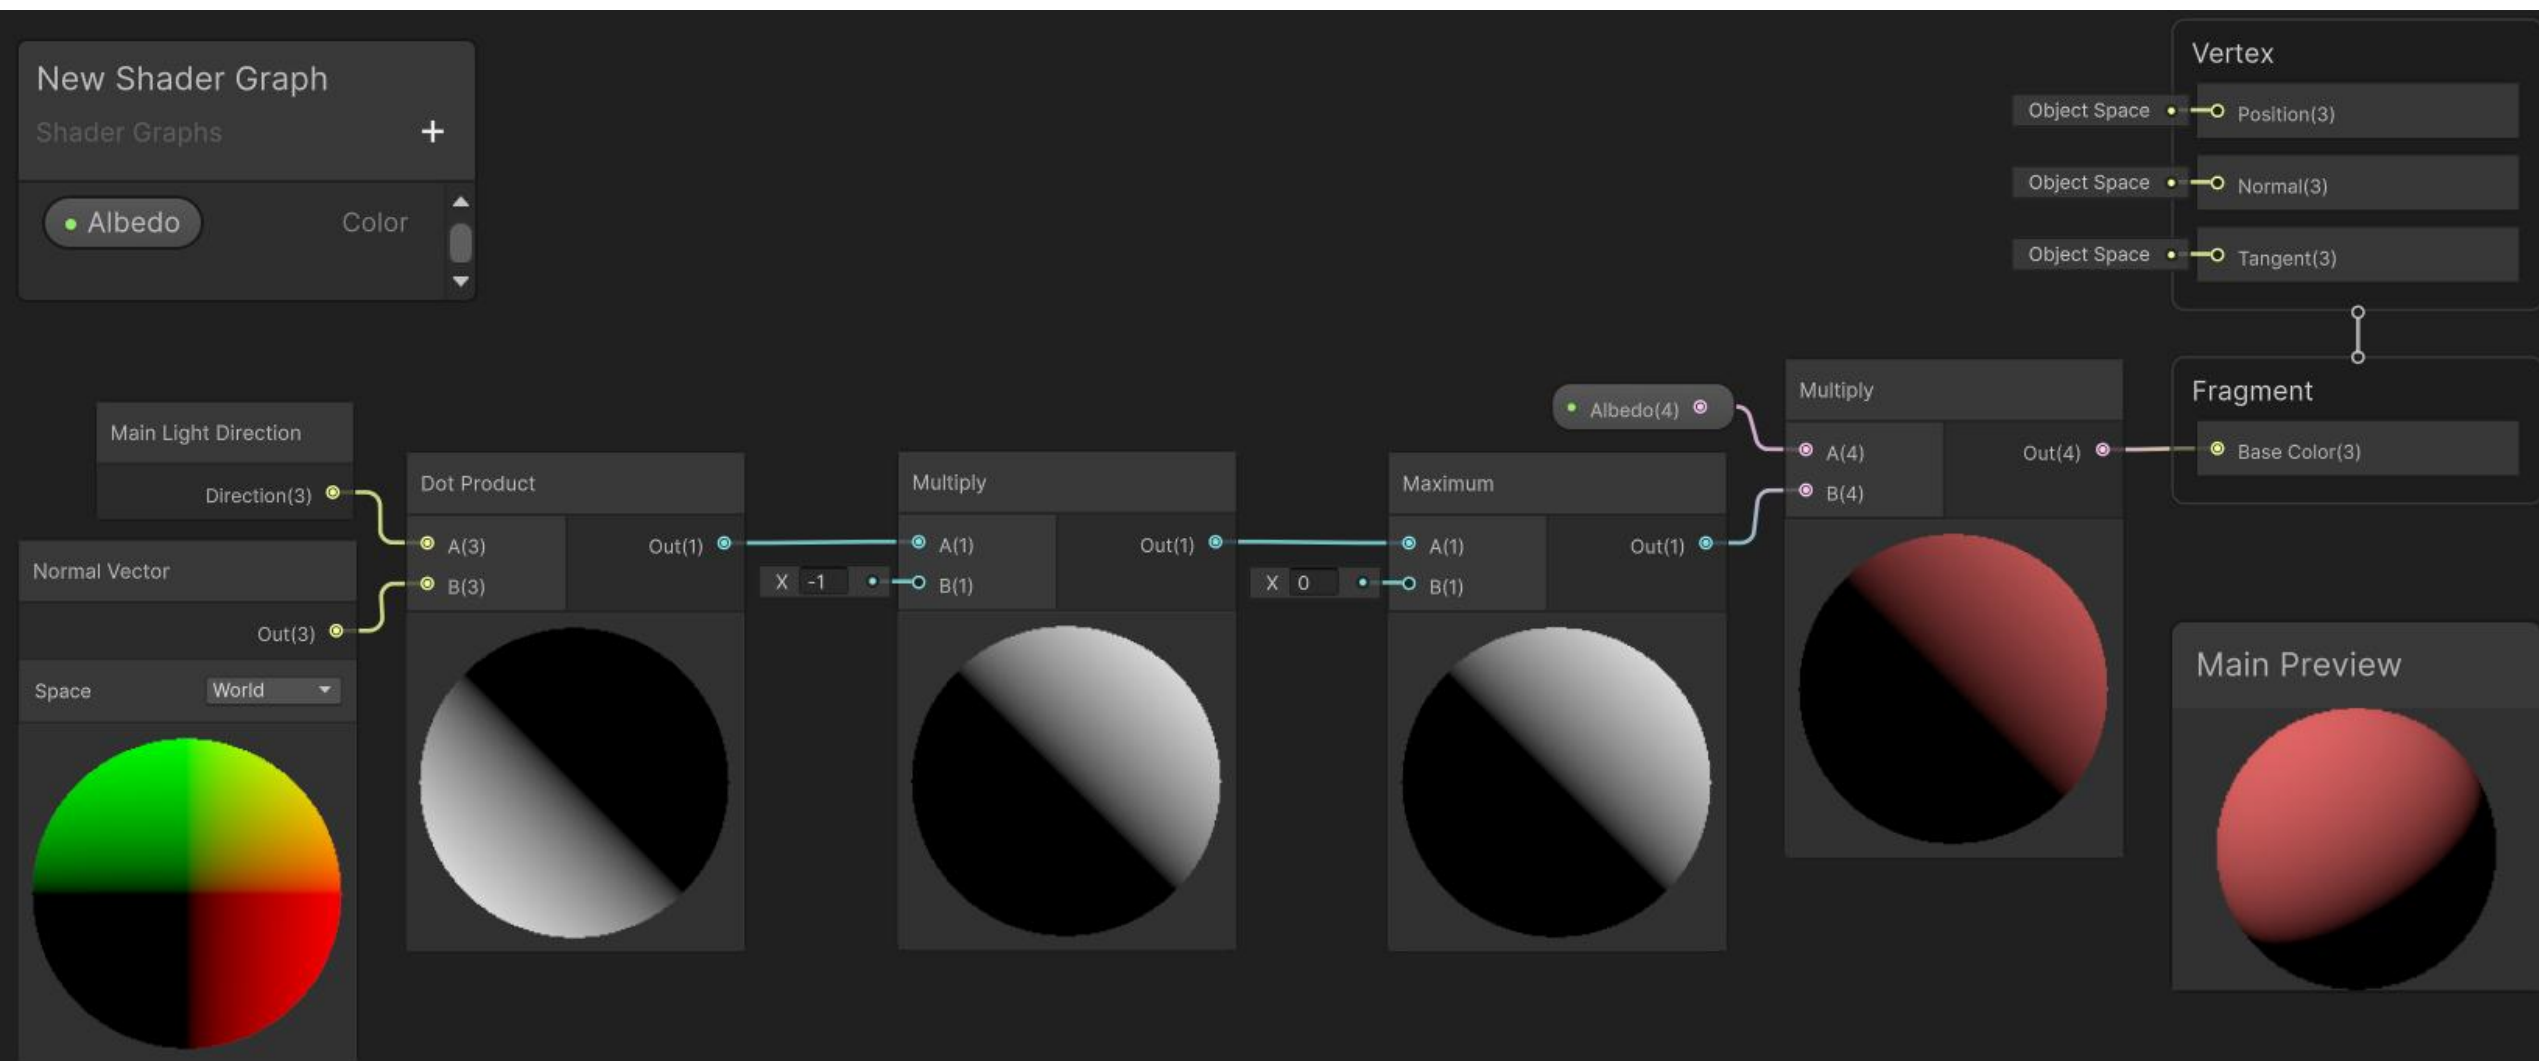 New Shader Graph
Shader Graphs
+
Albedo Color
Vertex
Object Space Position(3)
Object Space Normal(3)
Object Space Tangent(3)
Main Light Direction
Direction(3)
Normal Vector
Out(3)
Space World
Dot Product
A(3) Out(1)
B(3)
Multiply
A(1) Out(1)
X -1 B(1)
Maximum
A(1) Out(1)
X 0 B(1)
Albedo(4)
Multiply
A(4) Out(4)
B(4)
Fragment
Base Color(3)
Main Preview